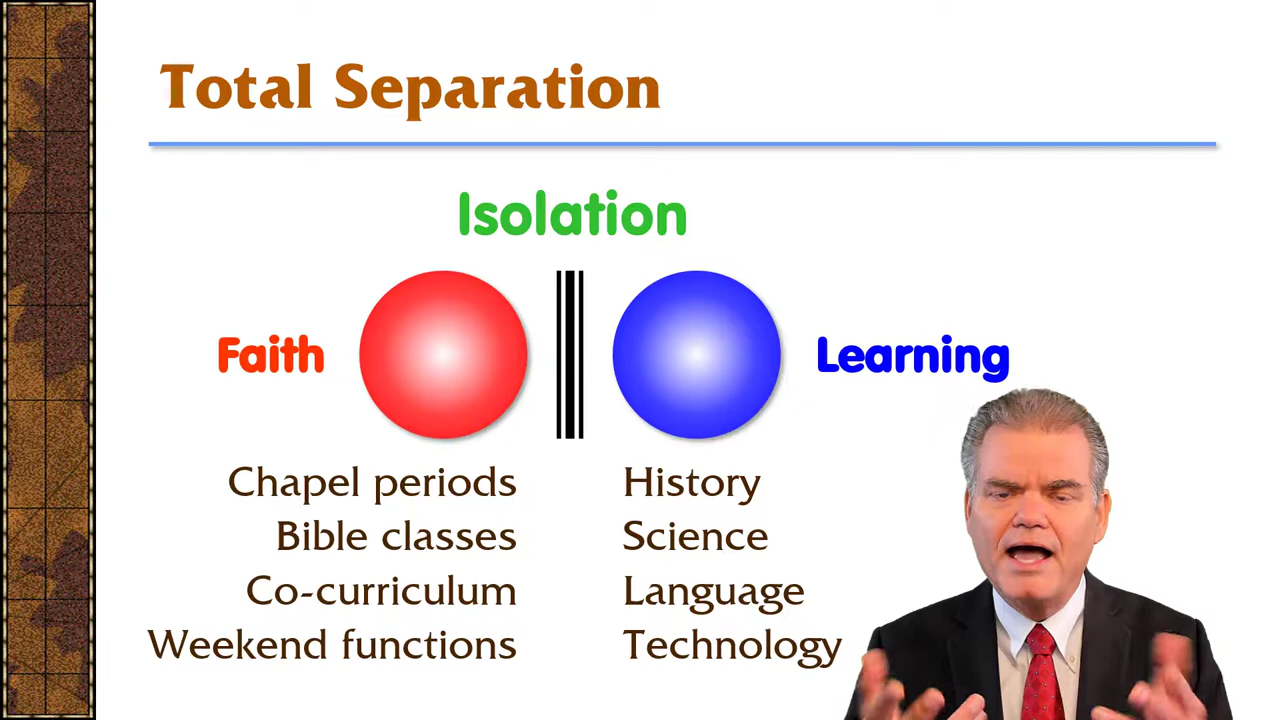 Total Separation
Isolation
Faith
Learning
Chapel periods
History
Bible classes
Science
Co-curriculum
Language
Weekend functions
Technology